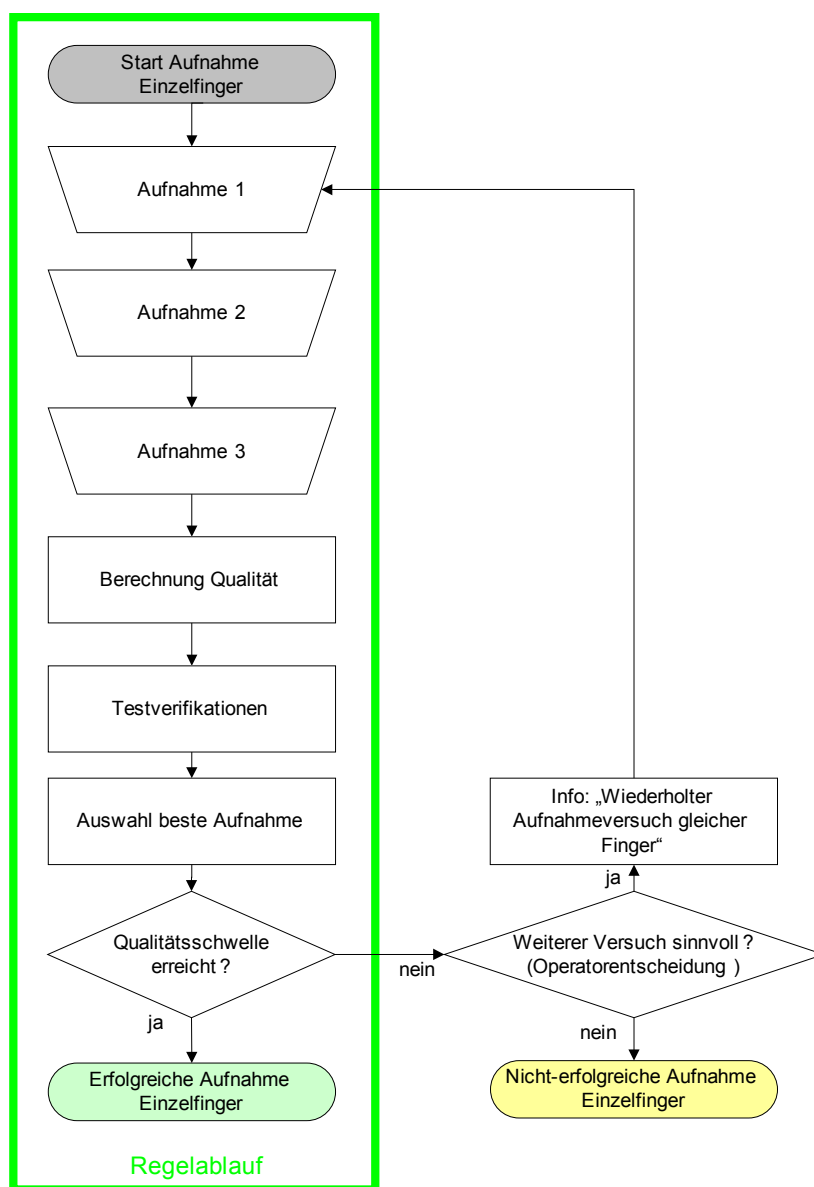 Start Aufnahme
Einzelfinger
Aufnahme 1
Aufnahme 2
Aufnahme 3
Berechnung Qualität
Testverifikationen
Auswahl beste Aufnahme
Qualitätsschwelle
erreicht ?
ja
nein
Erfolgreiche Aufnahme
Einzelfinger
Regelablauf
Info: „Wiederholter
Aufnahmeversuch gleicher
Finger“
ja
Weiterer Versuch sinnvoll ?
(Operatorentscheidung )
nein
Nicht-erfolgreiche Aufnahme
Einzelfinger